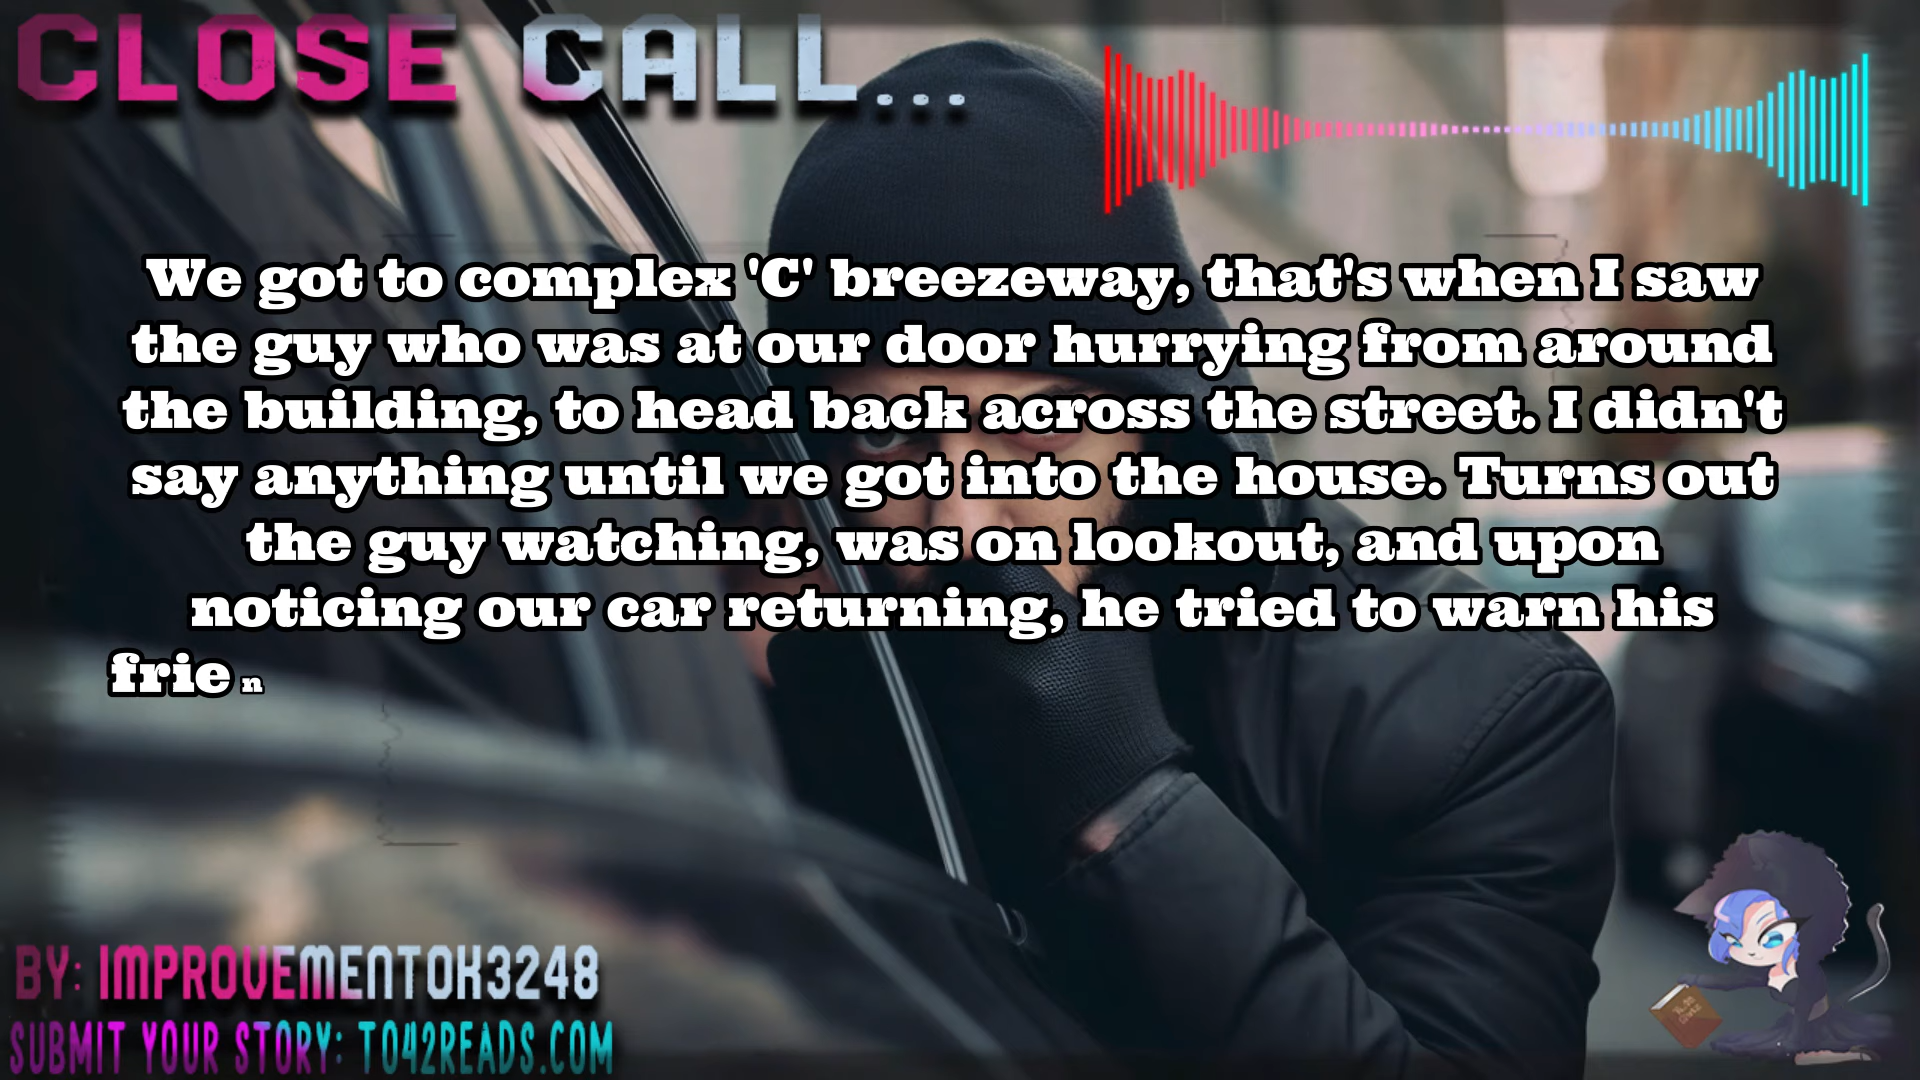 CLOSE CALL...
We got to complex 'C' breezeway, that's when I saw
the guy who was at our door hurrying from around
the building, to head back across the street. I didn't
say anything until we got into the house. Turns out
the guy watching, was on lookout, and upon
noticing our car returning, he tried to warn his
frien
BY: IMPROVEMENTOK3248
SUBMIT YOUR STORY: TO42READS.COM